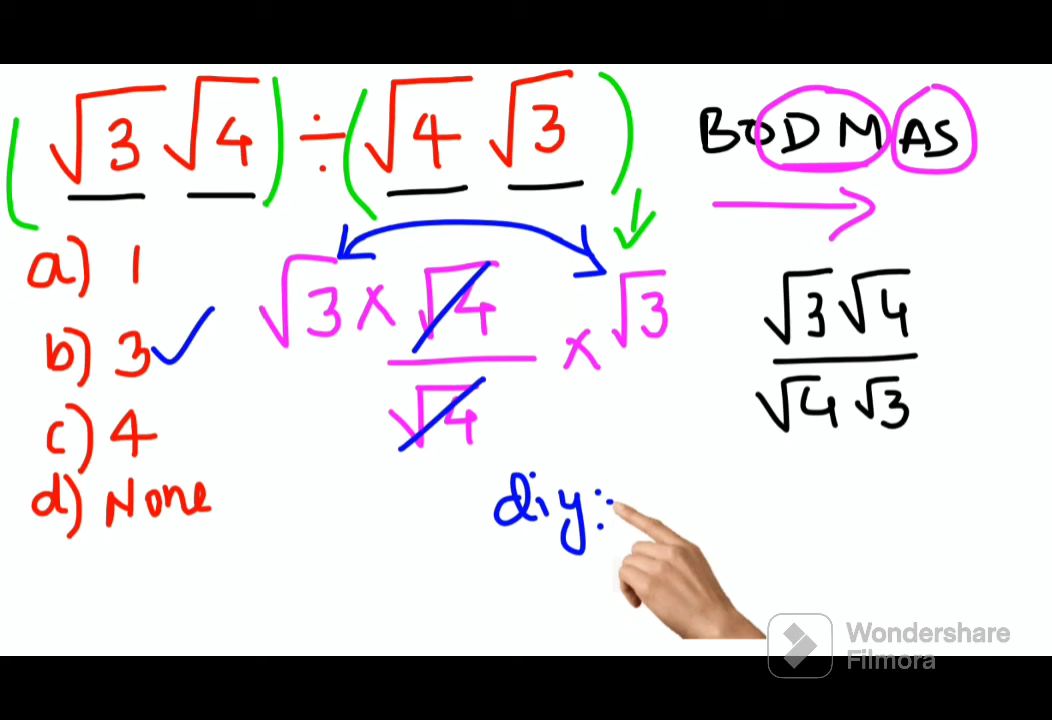 (√3 √4) ÷ (√4 √3)
BODMAS
a) 1
b) 3
c) 4
d) None
√3 × √4/√4 × √3
√3 √4
√4 √3
diy:-
Wondershare
Filmora